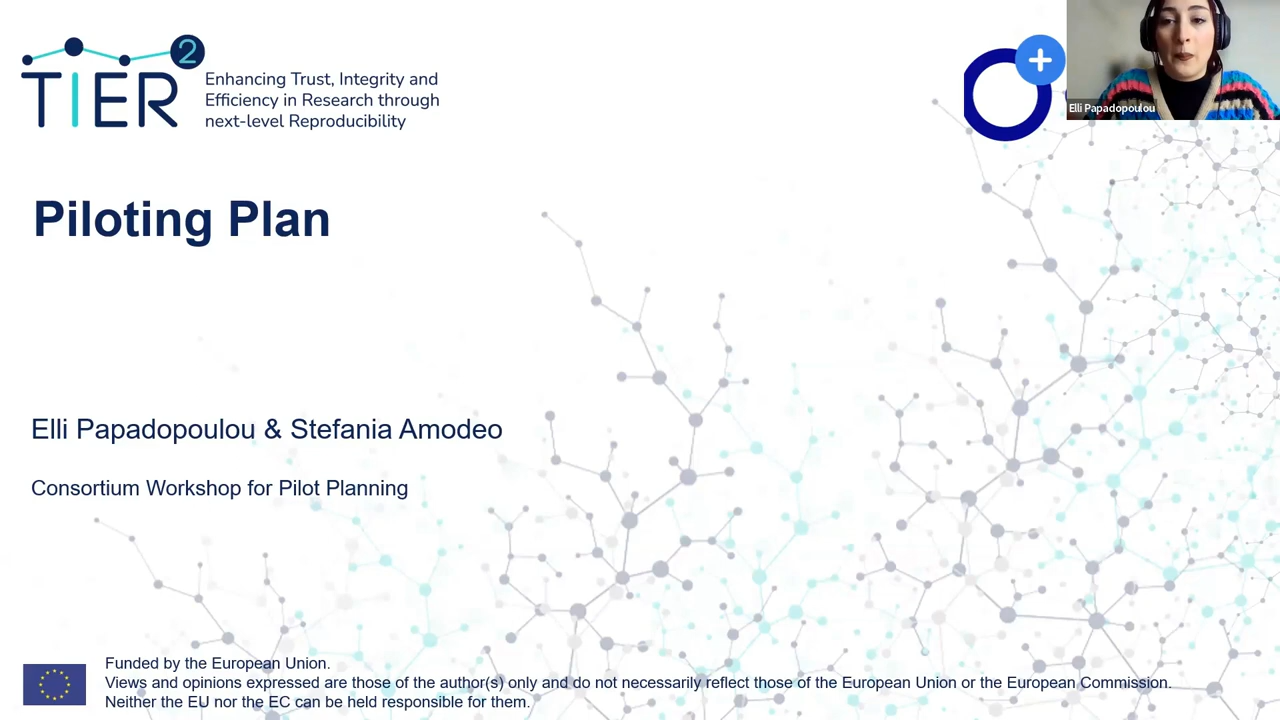 TIER2
Enhancing Trust, Integrity and
Efficiency in Research through
next-level Reproducibility
Elli Papadopoulou
Piloting Plan
Elli Papadopoulou & Stefania Amodeo
Consortium Workshop for Pilot Planning
Funded by the European Union.
Views and opinions expressed are those of the author(s) only and do not necessarily reflect those of the European Union or the European Commission.
Neither the EU nor the EC can be held responsible for them.